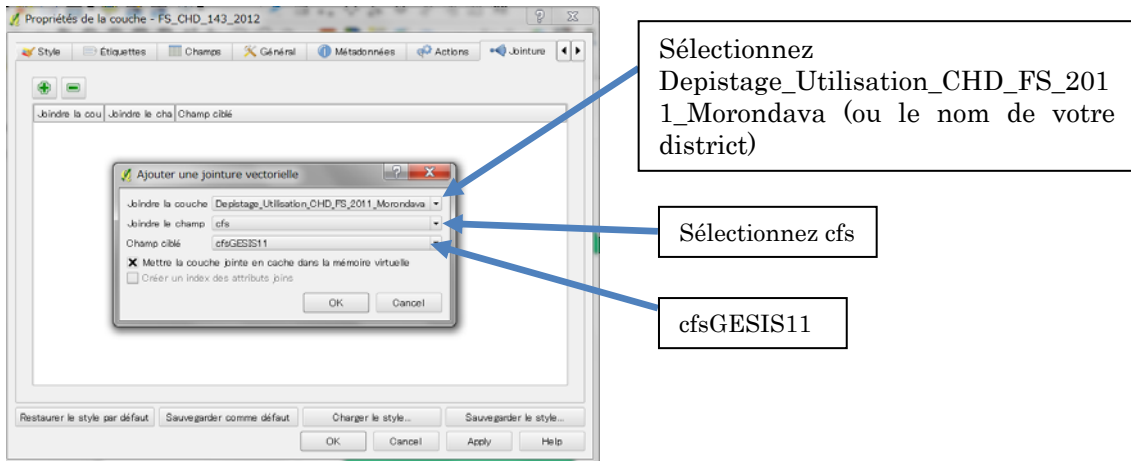 Propriétés de la couche - FS_CHD_143_2012
Style
Étiquettes
Champs
Général
Métadonnées
Actions
Jointure
Joindre la cou
Joindre le cha
Champ ciblé
Ajouter une jointure vectorielle
Joindre la couche Depistage_Utilisation_CHD_FS_2011_Morondava
Joindre le champ cfs
Champ ciblé cfsGESIS11
Mettre la couche jointe en cache dans la mémoire virtuelle
Créer un index des attributs joins
OK
Cancel
Restaurer le style par défaut
Sauvegarder comme défaut
Charger le style...
Sauvegarder le style...
OK
Cancel
Apply
Help
Sélectionnez
Depistage_Utilisation_CHD_FS_201
1_Morondava (ou le nom de votre
district)
Sélectionnez cfs
cfsGESIS11